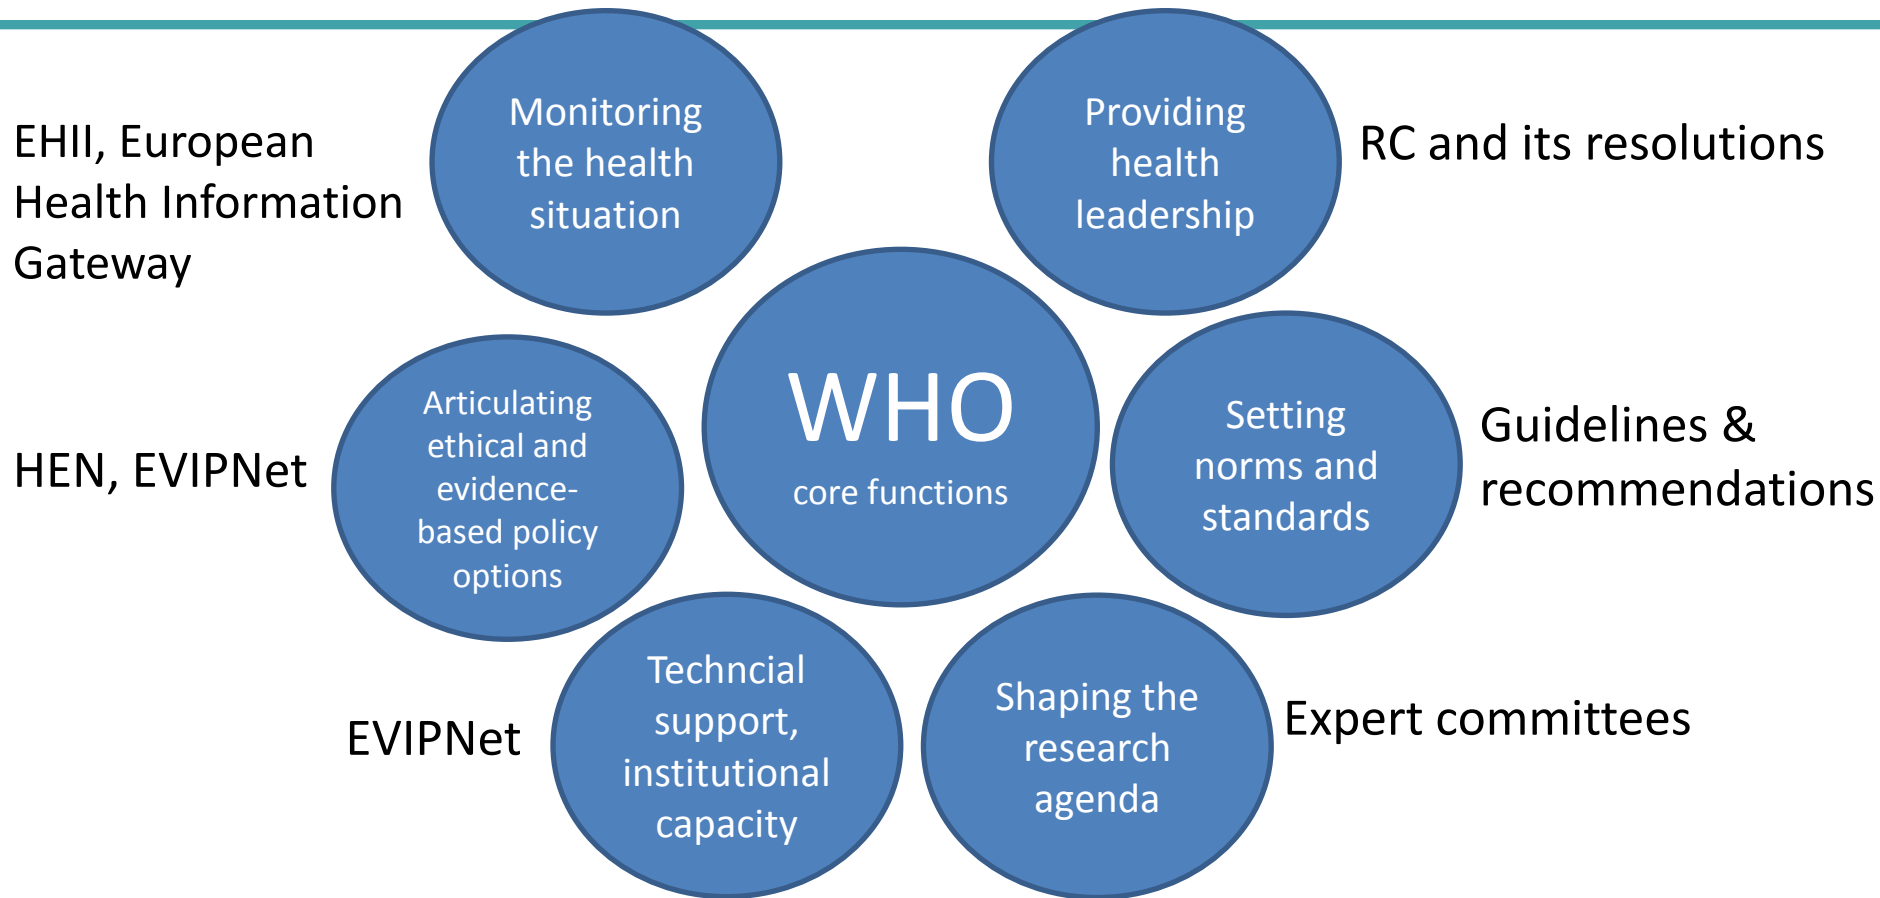 EHII, European
Health Information
Gateway
Monitoring
the health
situation
Providing
health
leadership
RC and its resolutions
HEN, EVIPNet
Articulating
ethical and
evidence-
based policy
options
WHO
core functions
Setting
norms and
standards
Guidelines &
recommendations
EVIPNet
Techncial
support,
institutional
capacity
Shaping the
research
agenda
Expert committees